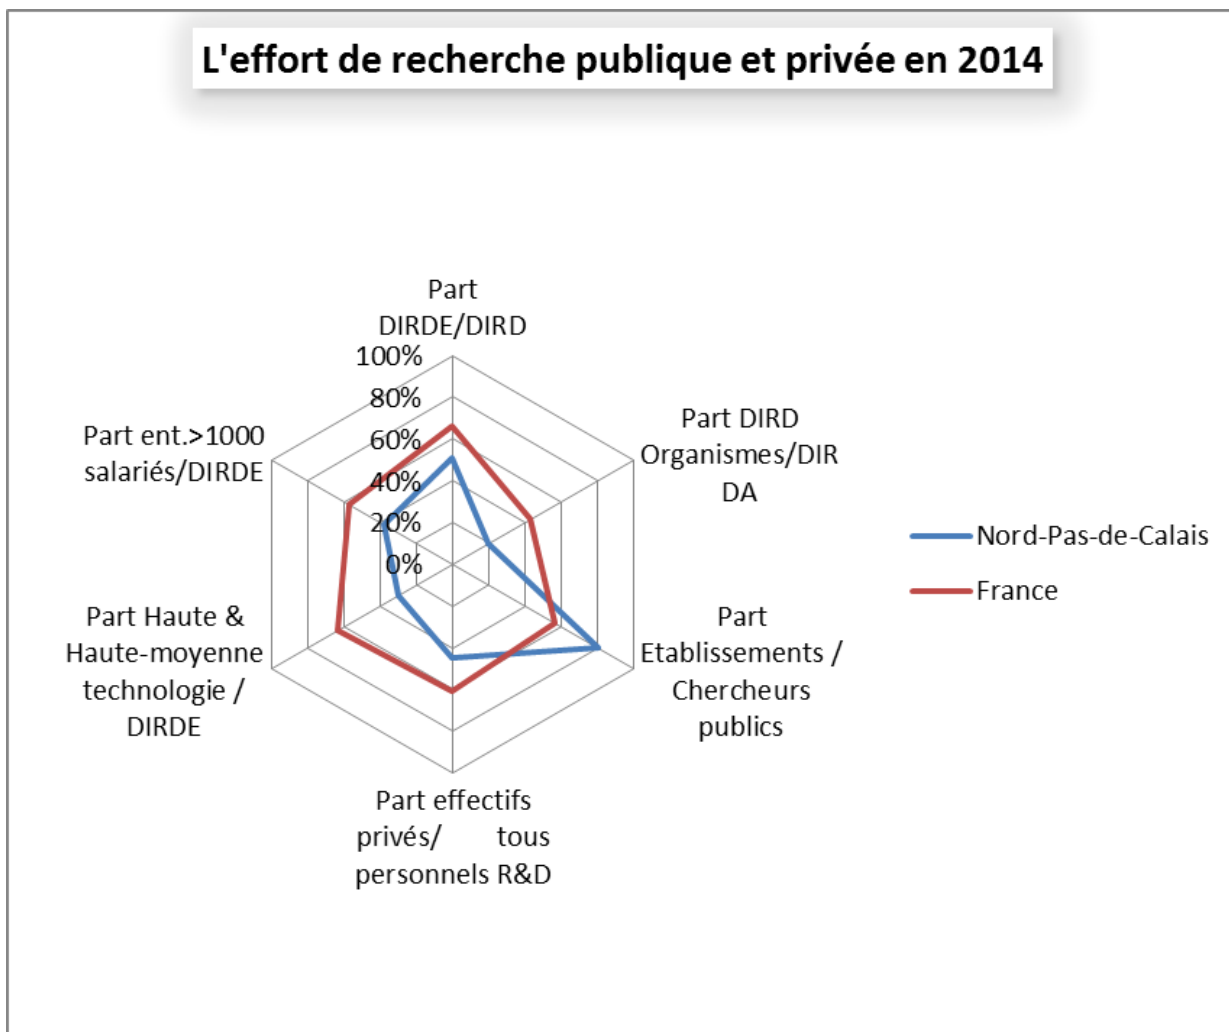 L'effort de recherche publique et privée en 2014
Part
DIRDE/DIRD
100%
80%
60%
40%
20%
0%
Part DIRD
Organismes/DIR
DA
Part
Etablissements /
Chercheurs
publics
Part effectifs
privés/ tous
personnels R&D
Part Haute &
Haute-moyenne
technologie /
DIRDE
Part ent.>1000
salariés/DIRDE
Nord-Pas-de-Calais
France